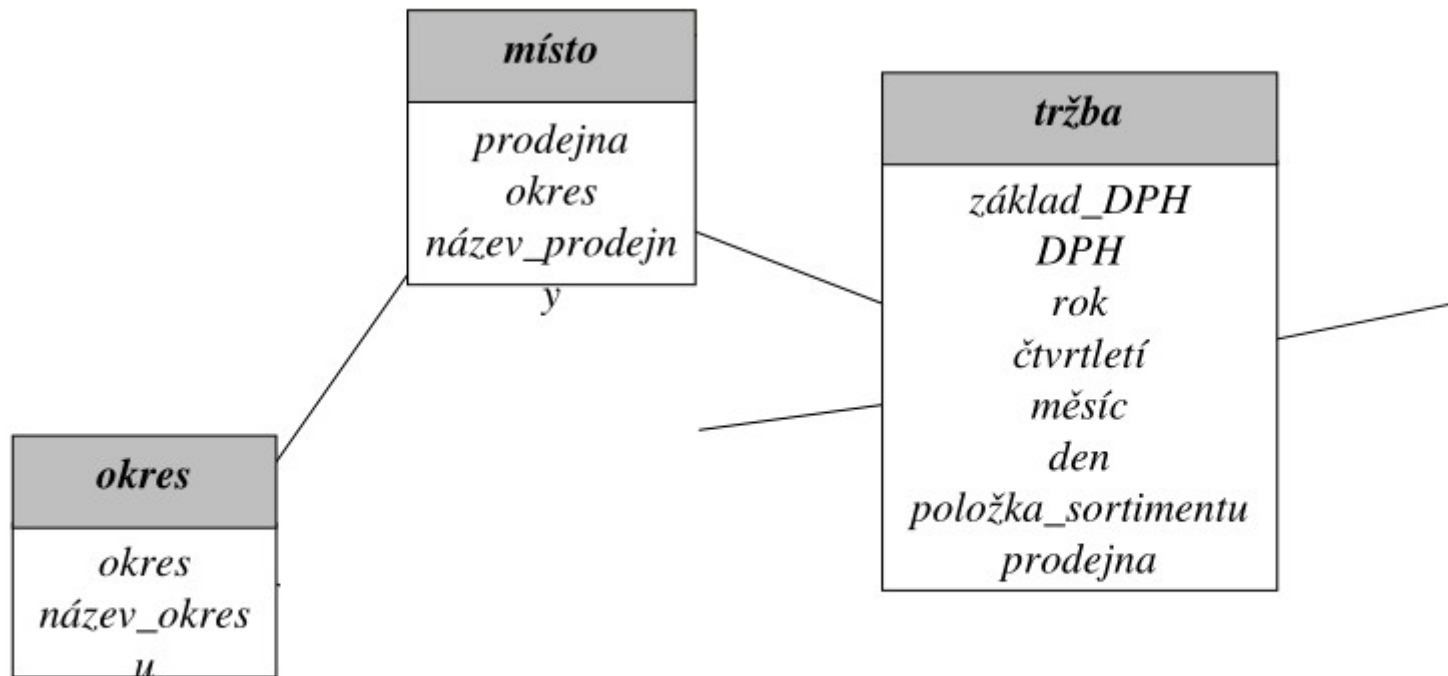 místo
prodejna
okres
název_prodejn
y
tržba
základ_DPH
DPH
rok
čtvrtletí
měsíc
den
položka_sortimentu
prodejna
okres
okres
název_okres
u